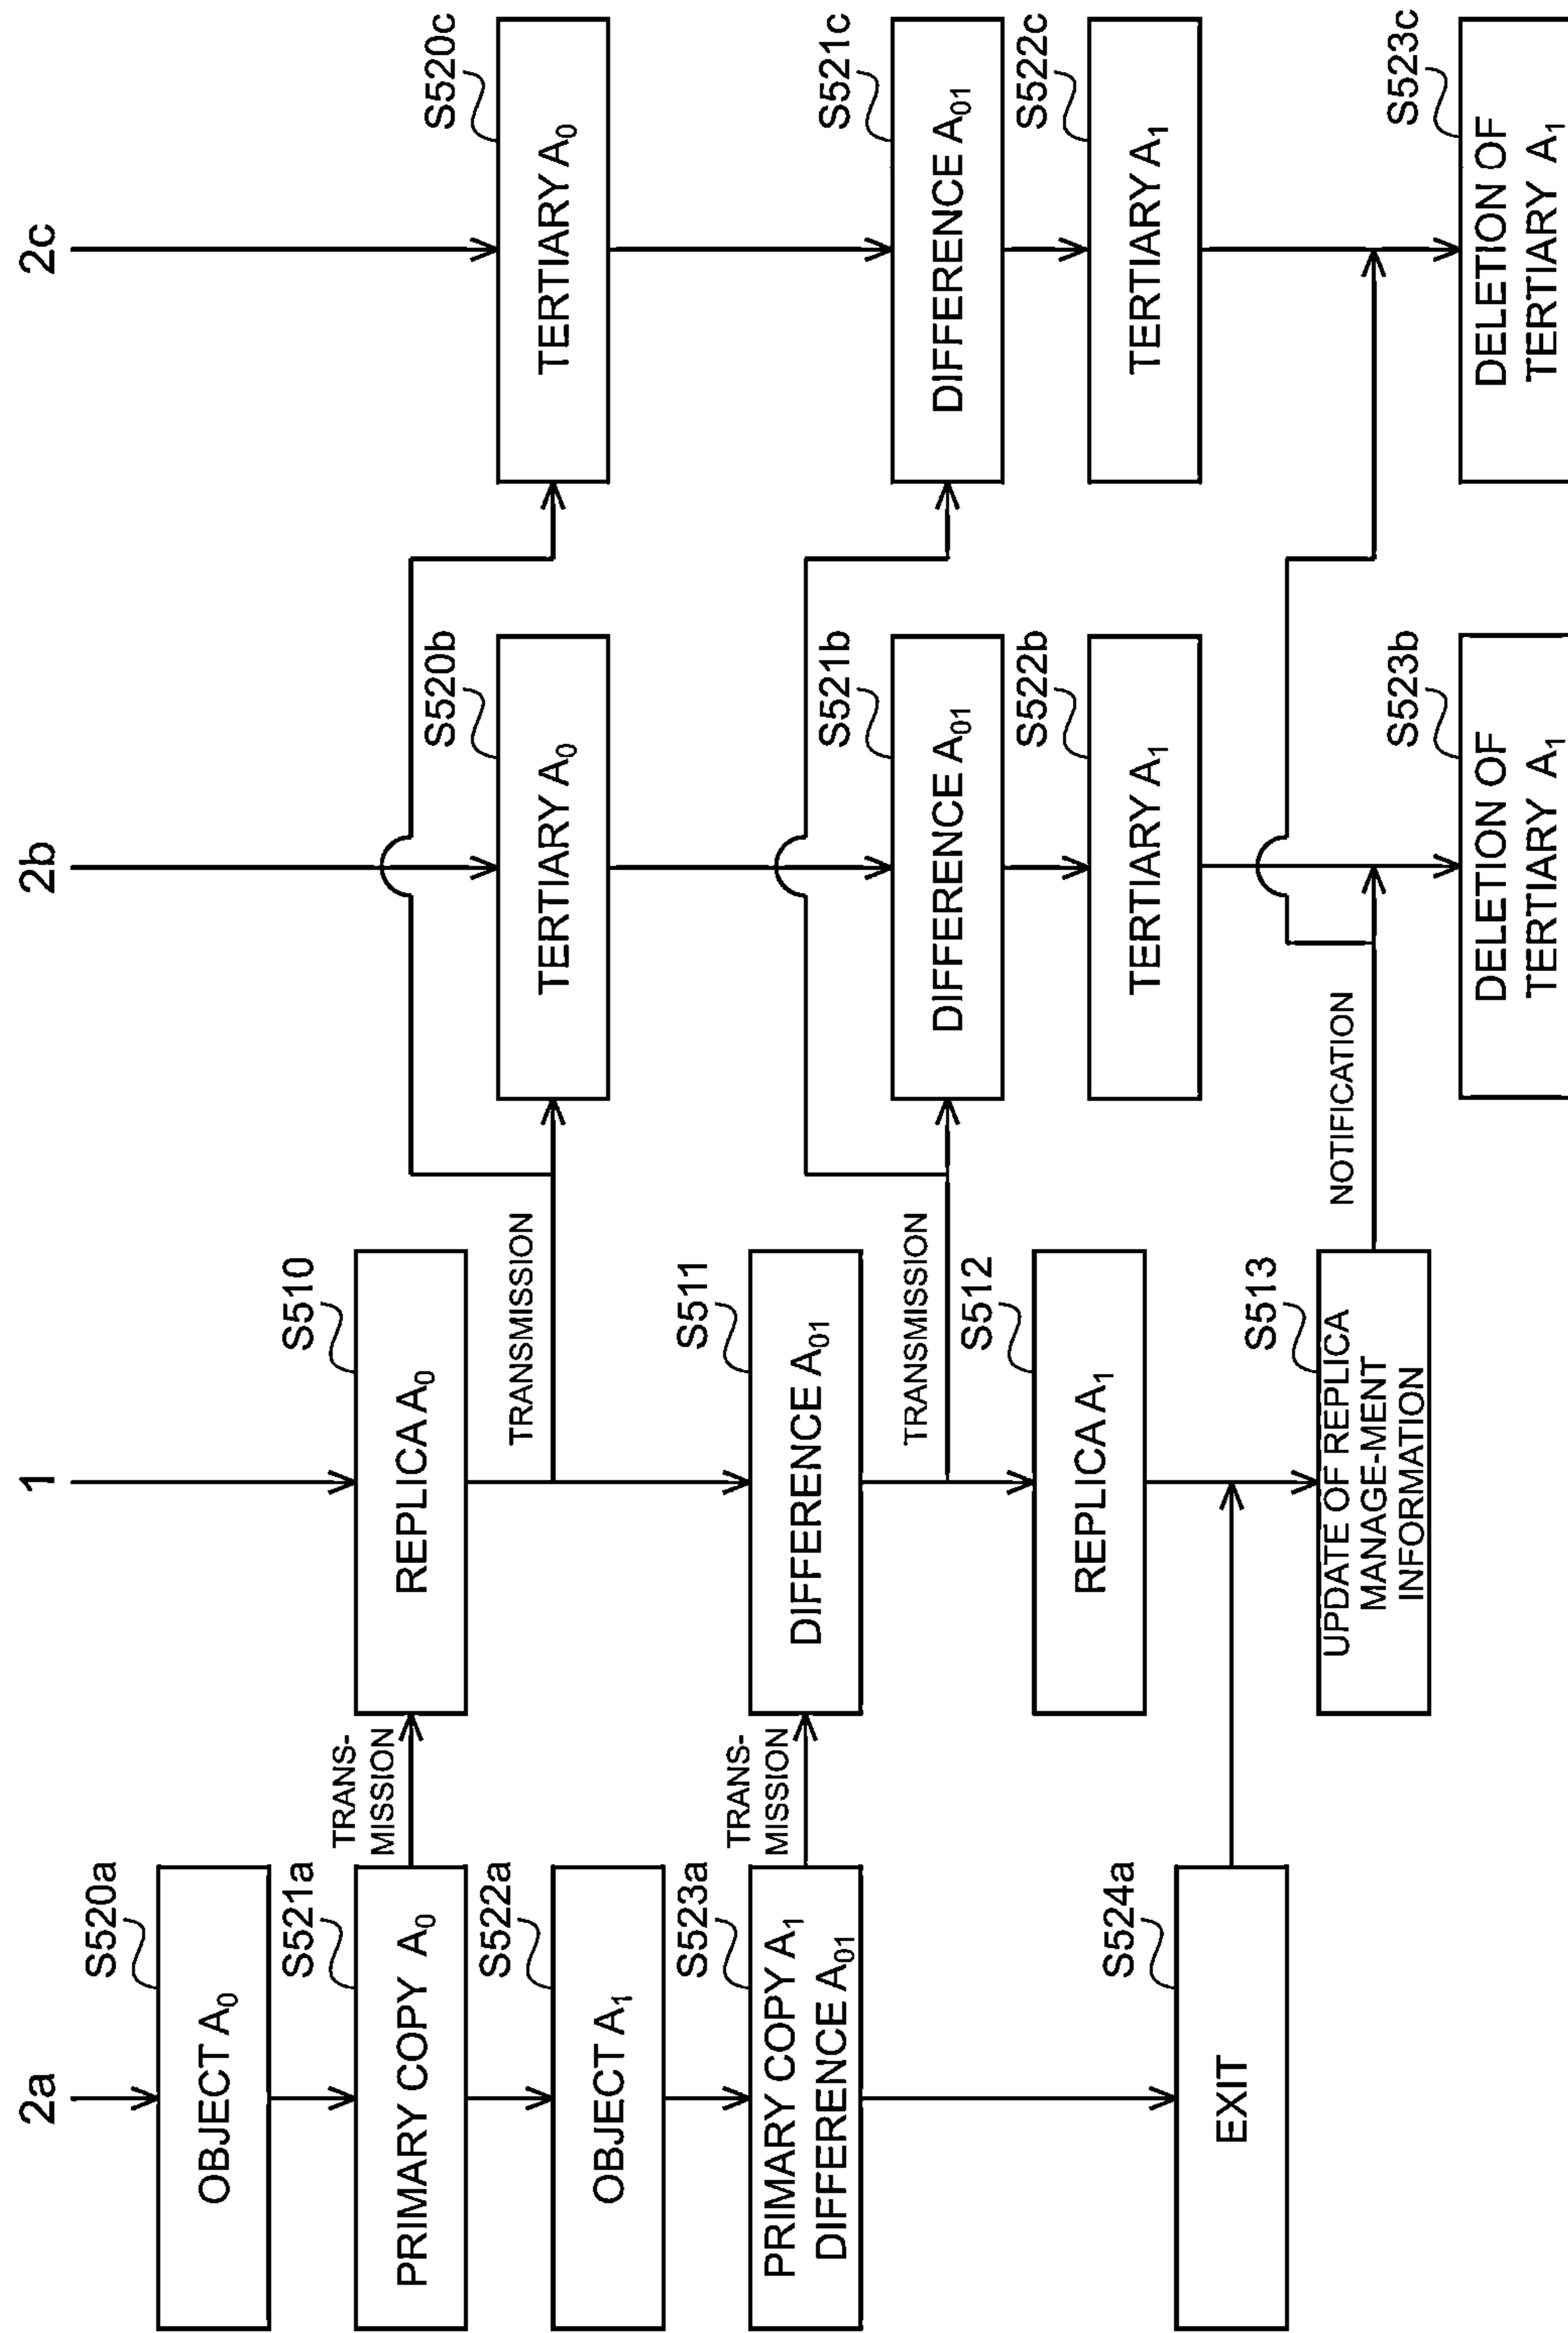 2a
1
2b
2c
S520a
OBJECT A₀
S521a
PRIMARY COPY A₀
TRANS-
MISSION
S510
REPLICA A₀
S522a
OBJECT A₁
TRANSMISSION
S520b
TERTIARY A₀
S520c
TERTIARY A₀
S523a
PRIMARY COPY A₁
DIFFERENCE A₀₁
TRANS-
MISSION
S511
DIFFERENCE A₀₁
TRANSMISSION
S521b
DIFFERENCE A₀₁
S521c
DIFFERENCE A₀₁
S512
REPLICA A₁
S522b
TERTIARY A₁
S522c
TERTIARY A₁
S524a
EXIT
S513
UPDATE OF REPLICA
MANAGE-MENT
INFORMATION
NOTIFICATION
S523b
DELETION OF
TERTIARY A₁
S523c
DELETION OF
TERTIARY A₁